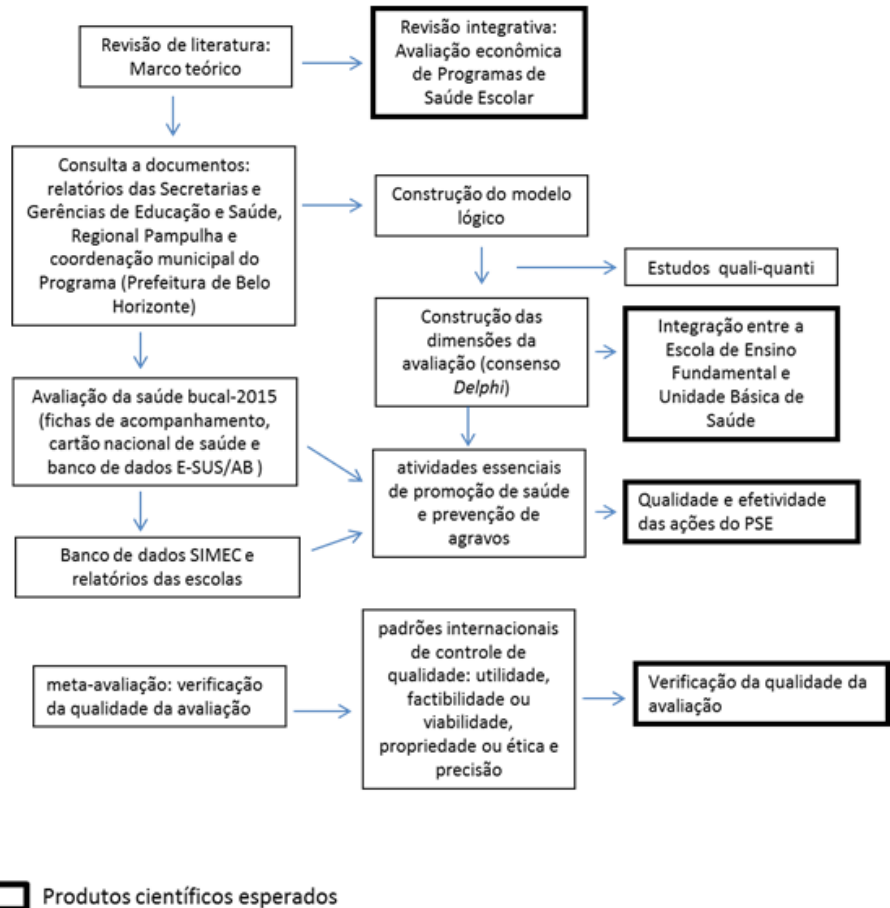 Revisão de literatura:
Marco teórico
Revisão integrativa:
Avaliação econômica
de Programas de
Saúde Escolar
Consulta a documentos:
relatórios das Secretarias e
Gerências de Educação e Saúde,
Regional Pampulha e
coordenação municipal do
Programa (Prefeitura de Belo
Horizonte)
Construção do modelo
lógico
Estudos quali-quanti
Construção das
dimensões da
avaliação (consenso
Delphi)
Integração entre a
Escola de Ensino
Fundamental e
Unidade Básica de
Saúde
Avaliação da saúde bucal-2015
(fichas de acompanhamento,
cartão nacional de saúde e
banco de dados E-SUS/AB )
atividades essenciais
de promoção de saúde
e prevenção de
agravos
Qualidade e efetividade
das ações do PSE
Banco de dados SIMEC e
relatórios das escolas
meta-avaliação: verificação
da qualidade da avaliação
padrões internacionais
de controle de
qualidade: utilidade,
factibilidade ou
viabilidade,
propriedade ou ética e
precisão
Verificação da qualidade da
avaliação
Produtos científicos esperados